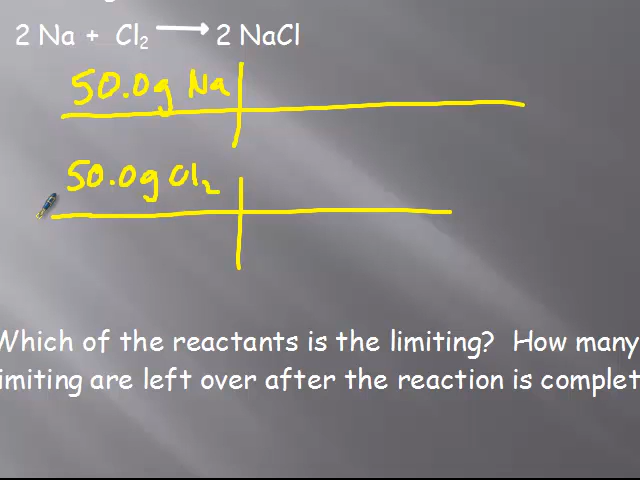 2 Na + Cl₂ ⟶ 2 NaCl
50.0g Na
50.0g Cl₂
Which of the reactants is the limiting? How many
imiting are left over after the reaction is complet